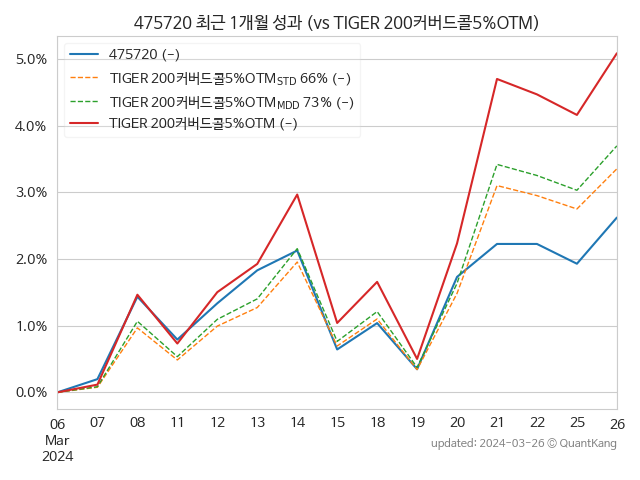 475720 최근 1개월 성과 (vs TIGER 200커버드콜5%OTM)
475720 (-)
TIGER 200커버드콜5%OTM STD 66% (-)
TIGER 200커버드콜5%OTM MDD 73% (-)
TIGER 200커버드콜5%OTM (-)
5.0%
4.0%
3.0%
2.0%
1.0%
0.0%
06 07 08 11 12 13 14 15 18 19 20 21 22 25 26
Mar
2024
updated: 2024-03-26 © QuantKang